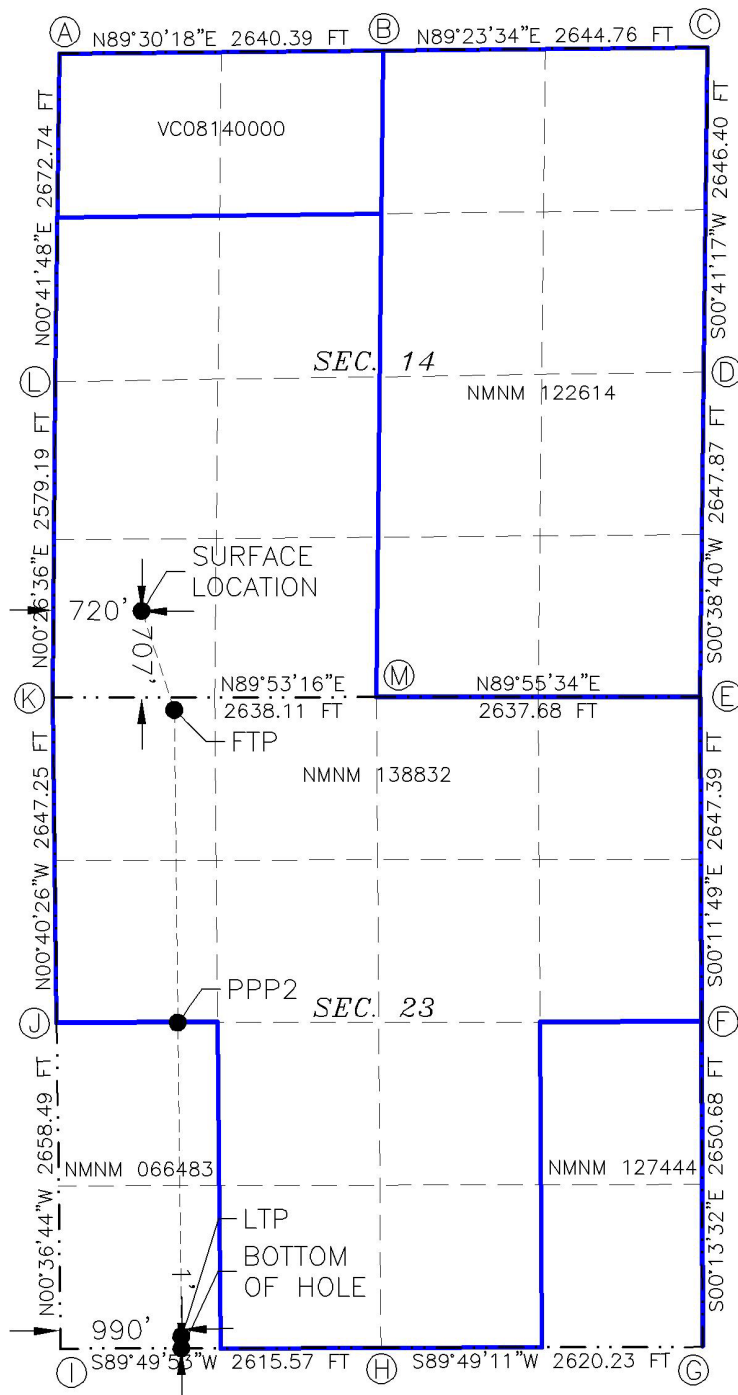 A
B
C
N89°30'18"E 2640.39 FT
N89°23'34"E 2644.76 FT
VC08140000
N00°41'48"E 2672.74 FT
S00°41'17"W 2646.40 FT
SEC. 14
L
D
NMNM 122614
N00°26'36"E 2579.19 FT
S00°38'40"W 2647.87 FT
SURFACE
LOCATION
720'
707'
K
N89°53'16"E
2638.11 FT
M
N89°55'34"E
2637.68 FT
E
FTP
NMNM 138832
N00°40'26"W 2647.25 FT
S00°11'49"E 2647.39 FT
PPP2
SEC. 23
J
F
N00°36'44"W 2658.49 FT
S00°13'32"E 2650.68 FT
NMNM 066483
NMNM 127444
LTP
BOTTOM
OF HOLE
1'
990'
I
S89°49'53"W 2615.57 FT
H
S89°49'11"W 2620.23 FT
G